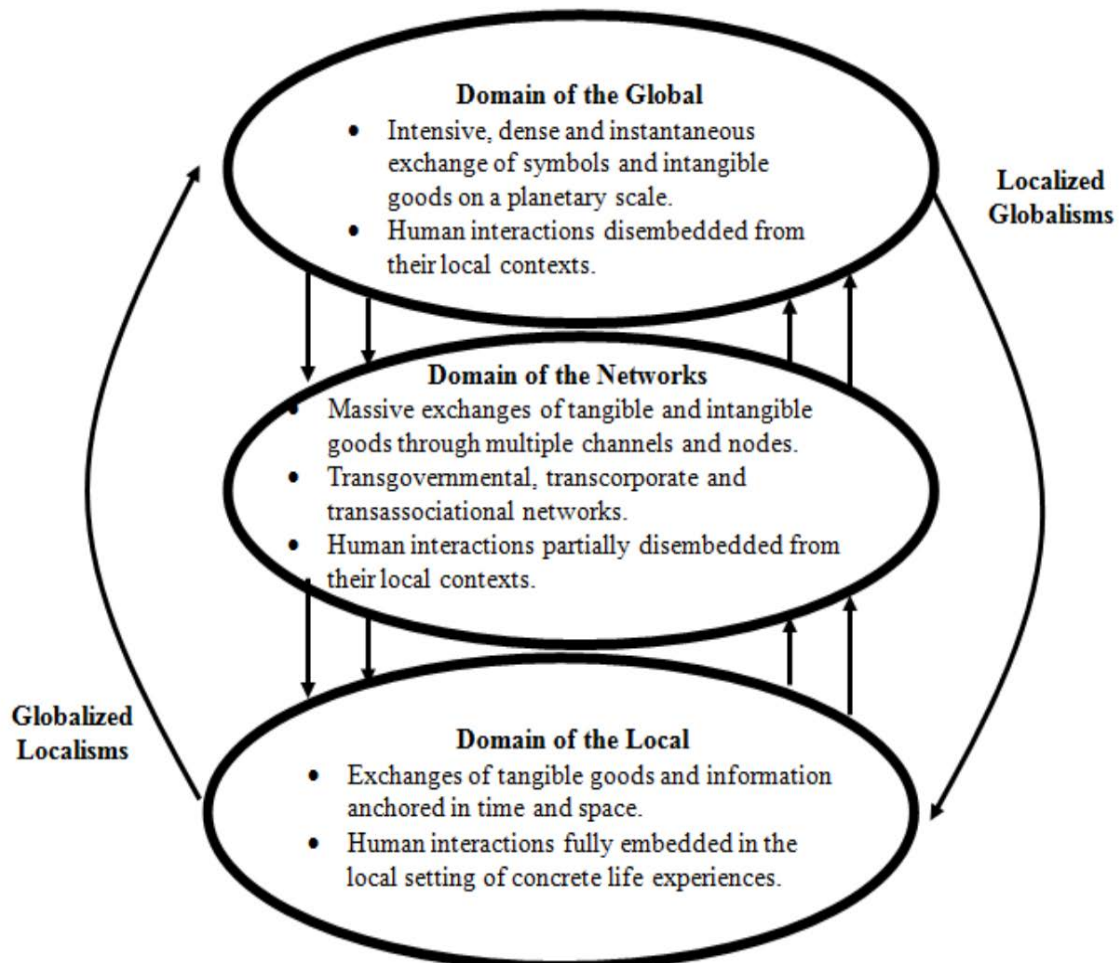 Domain of the Global
• Intensive, dense and instantaneous
exchange of symbols and intangible
goods on a planetary scale.
• Human interactions disembedded from
their local contexts.
Localized
Globalisms
Domain of the Networks
• Massive exchanges of tangible and intangible
goods through multiple channels and nodes.
• Transgovernmental, transcorporate and
transassociational networks.
• Human interactions partially disembedded from
their local contexts.
Globalized
Localisms
Domain of the Local
• Exchanges of tangible goods and information
anchored in time and space.
• Human interactions fully embedded in the
local setting of concrete life experiences.